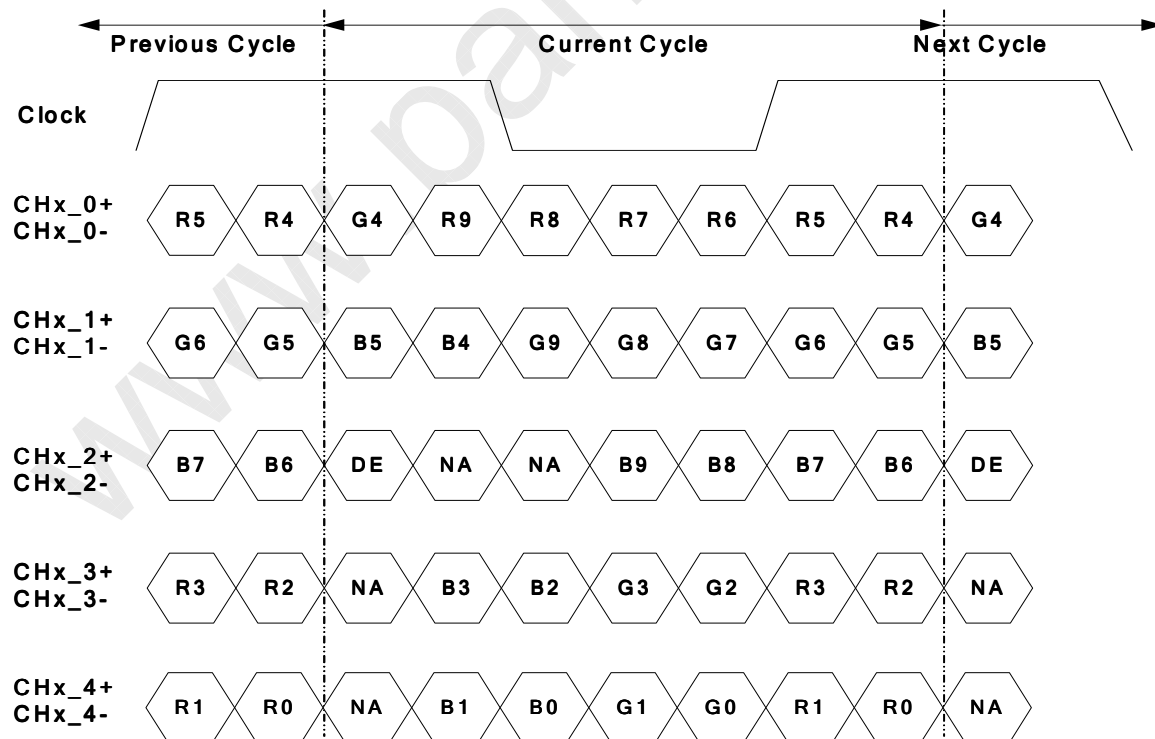 Previous Cycle Current Cycle Next Cycle
Clock
CHx_0+
CHx_0-
R5 R4 G4 R9 R8 R7 R6 R5 R4 G4
CHx_1+
CHx_1-
G6 G5 B5 B4 G9 G8 G7 G6 G5 B5
CHx_2+
CHx_2-
B7 B6 DE NA NA B9 B8 B7 B6 DE
CHx_3+
CHx_3-
R3 R2 NA B3 B2 G3 G2 R3 R2 NA
CHx_4+
CHx_4-
R1 R0 NA B1 B0 G1 G0 R1 R0 NA